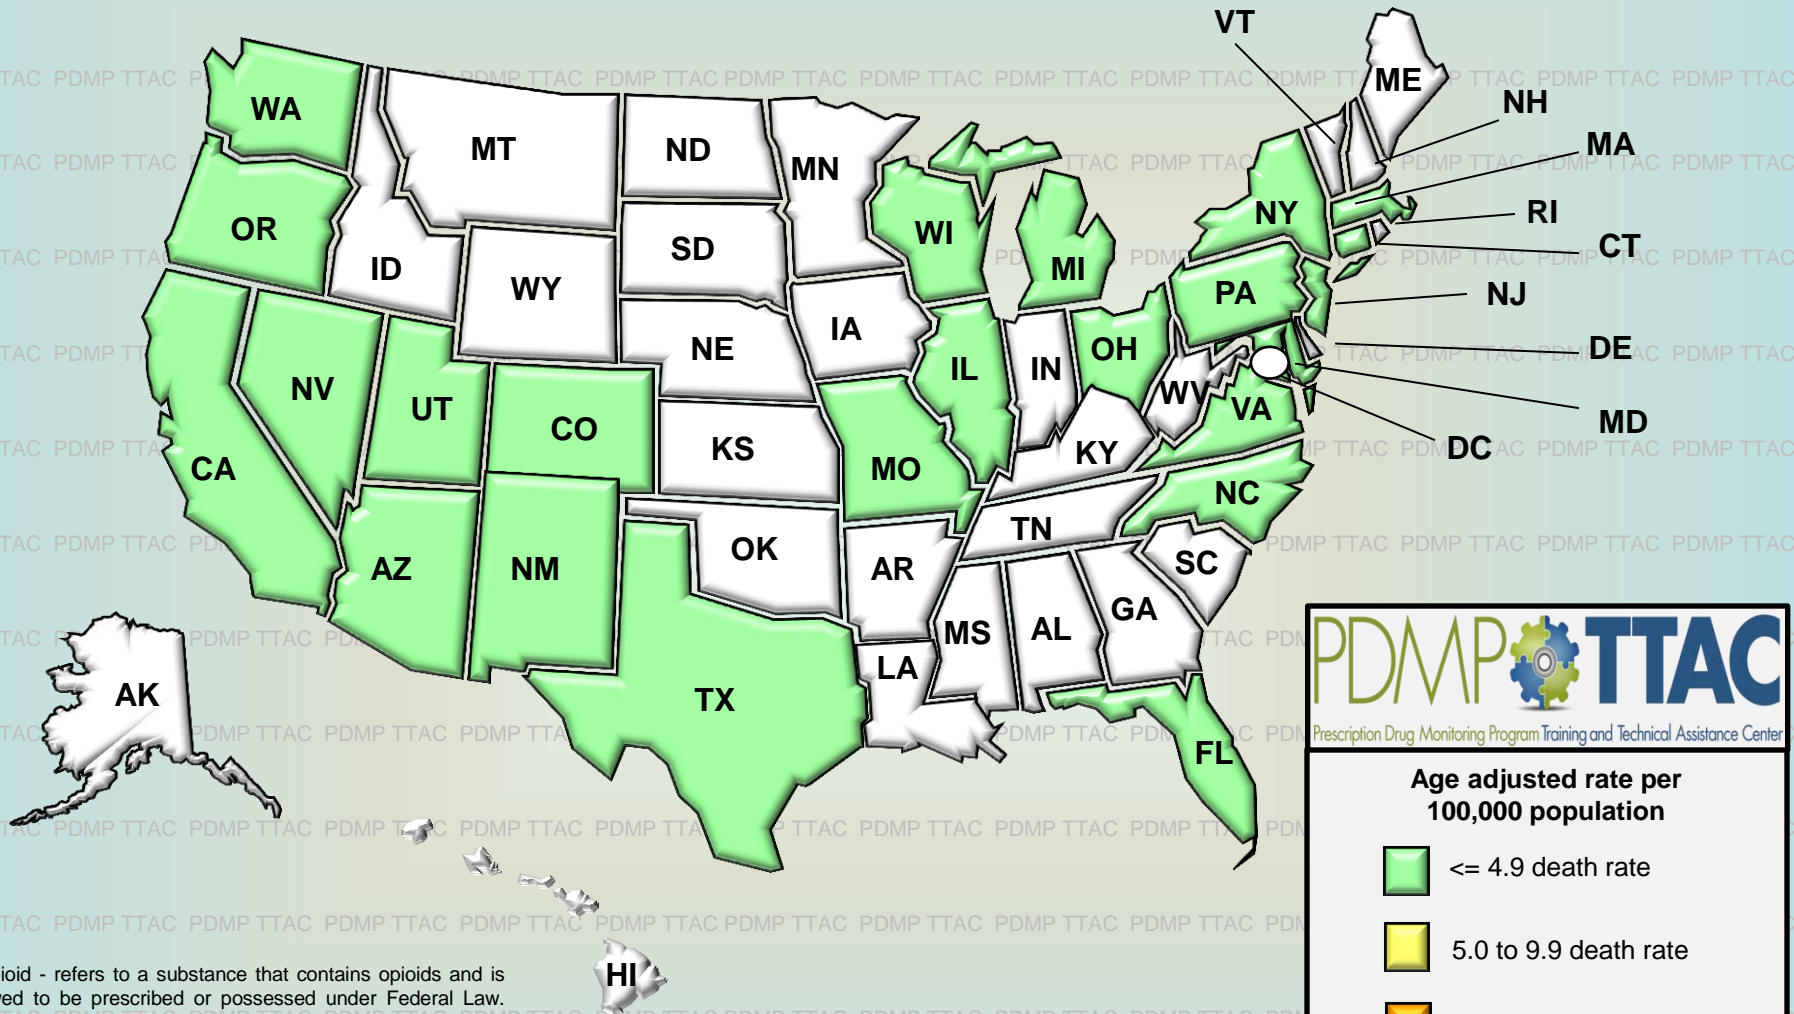 VT
ME
NH
WA
MA
MT
ND
MN
RI
OR
NY
WI
CT
SD
ID
MI
WY
PA
NJ
IA
NE
OH
DE
IL
IN
NV
UT
WV
VA
CO
MD
KS
KY
DC
CA
MO
NC
TN
OK
AZ
NM
AR
SC
GA
MS
AL
LA
AK
TX
FL
HI
PDMP TTAC
Prescription Drug Monitoring Program Training and Technical Assistance Center
Age adjusted rate per
100,000 population
<= 4.9 death rate
5.0 to 9.9 death rate
- refers to a substance that contains opioids and is
to be prescribed or possessed under Federal Law.